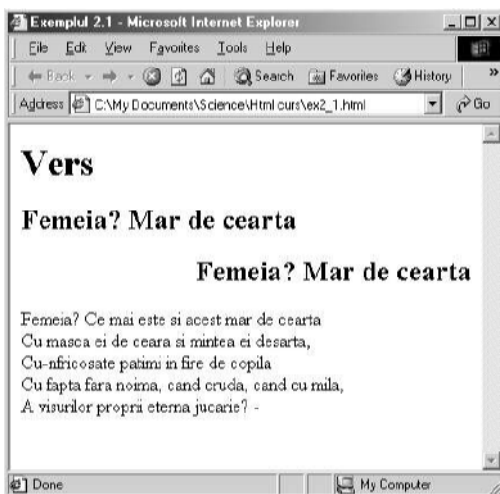 Exemplul 2.1 - Microsoft Internet Explorer
File Edit View Favorites Tools Help
Back Search Favorites History »
Address C:\My Documents\Science\Html curs\ex2_1.html Go
Vers
Femeia? Mar de cearta
Femeia? Mar de cearta
Femeia? Ce mai este si acest mar de cearta
Cu masca ei de ceara si mintea ei desarta,
Cu-nfricosate patimi in fire de copila
Cu fapta fara noima, cand cruda, cand cu mila,
A visurilor proprii eterna jucarie? -
Done My Computer